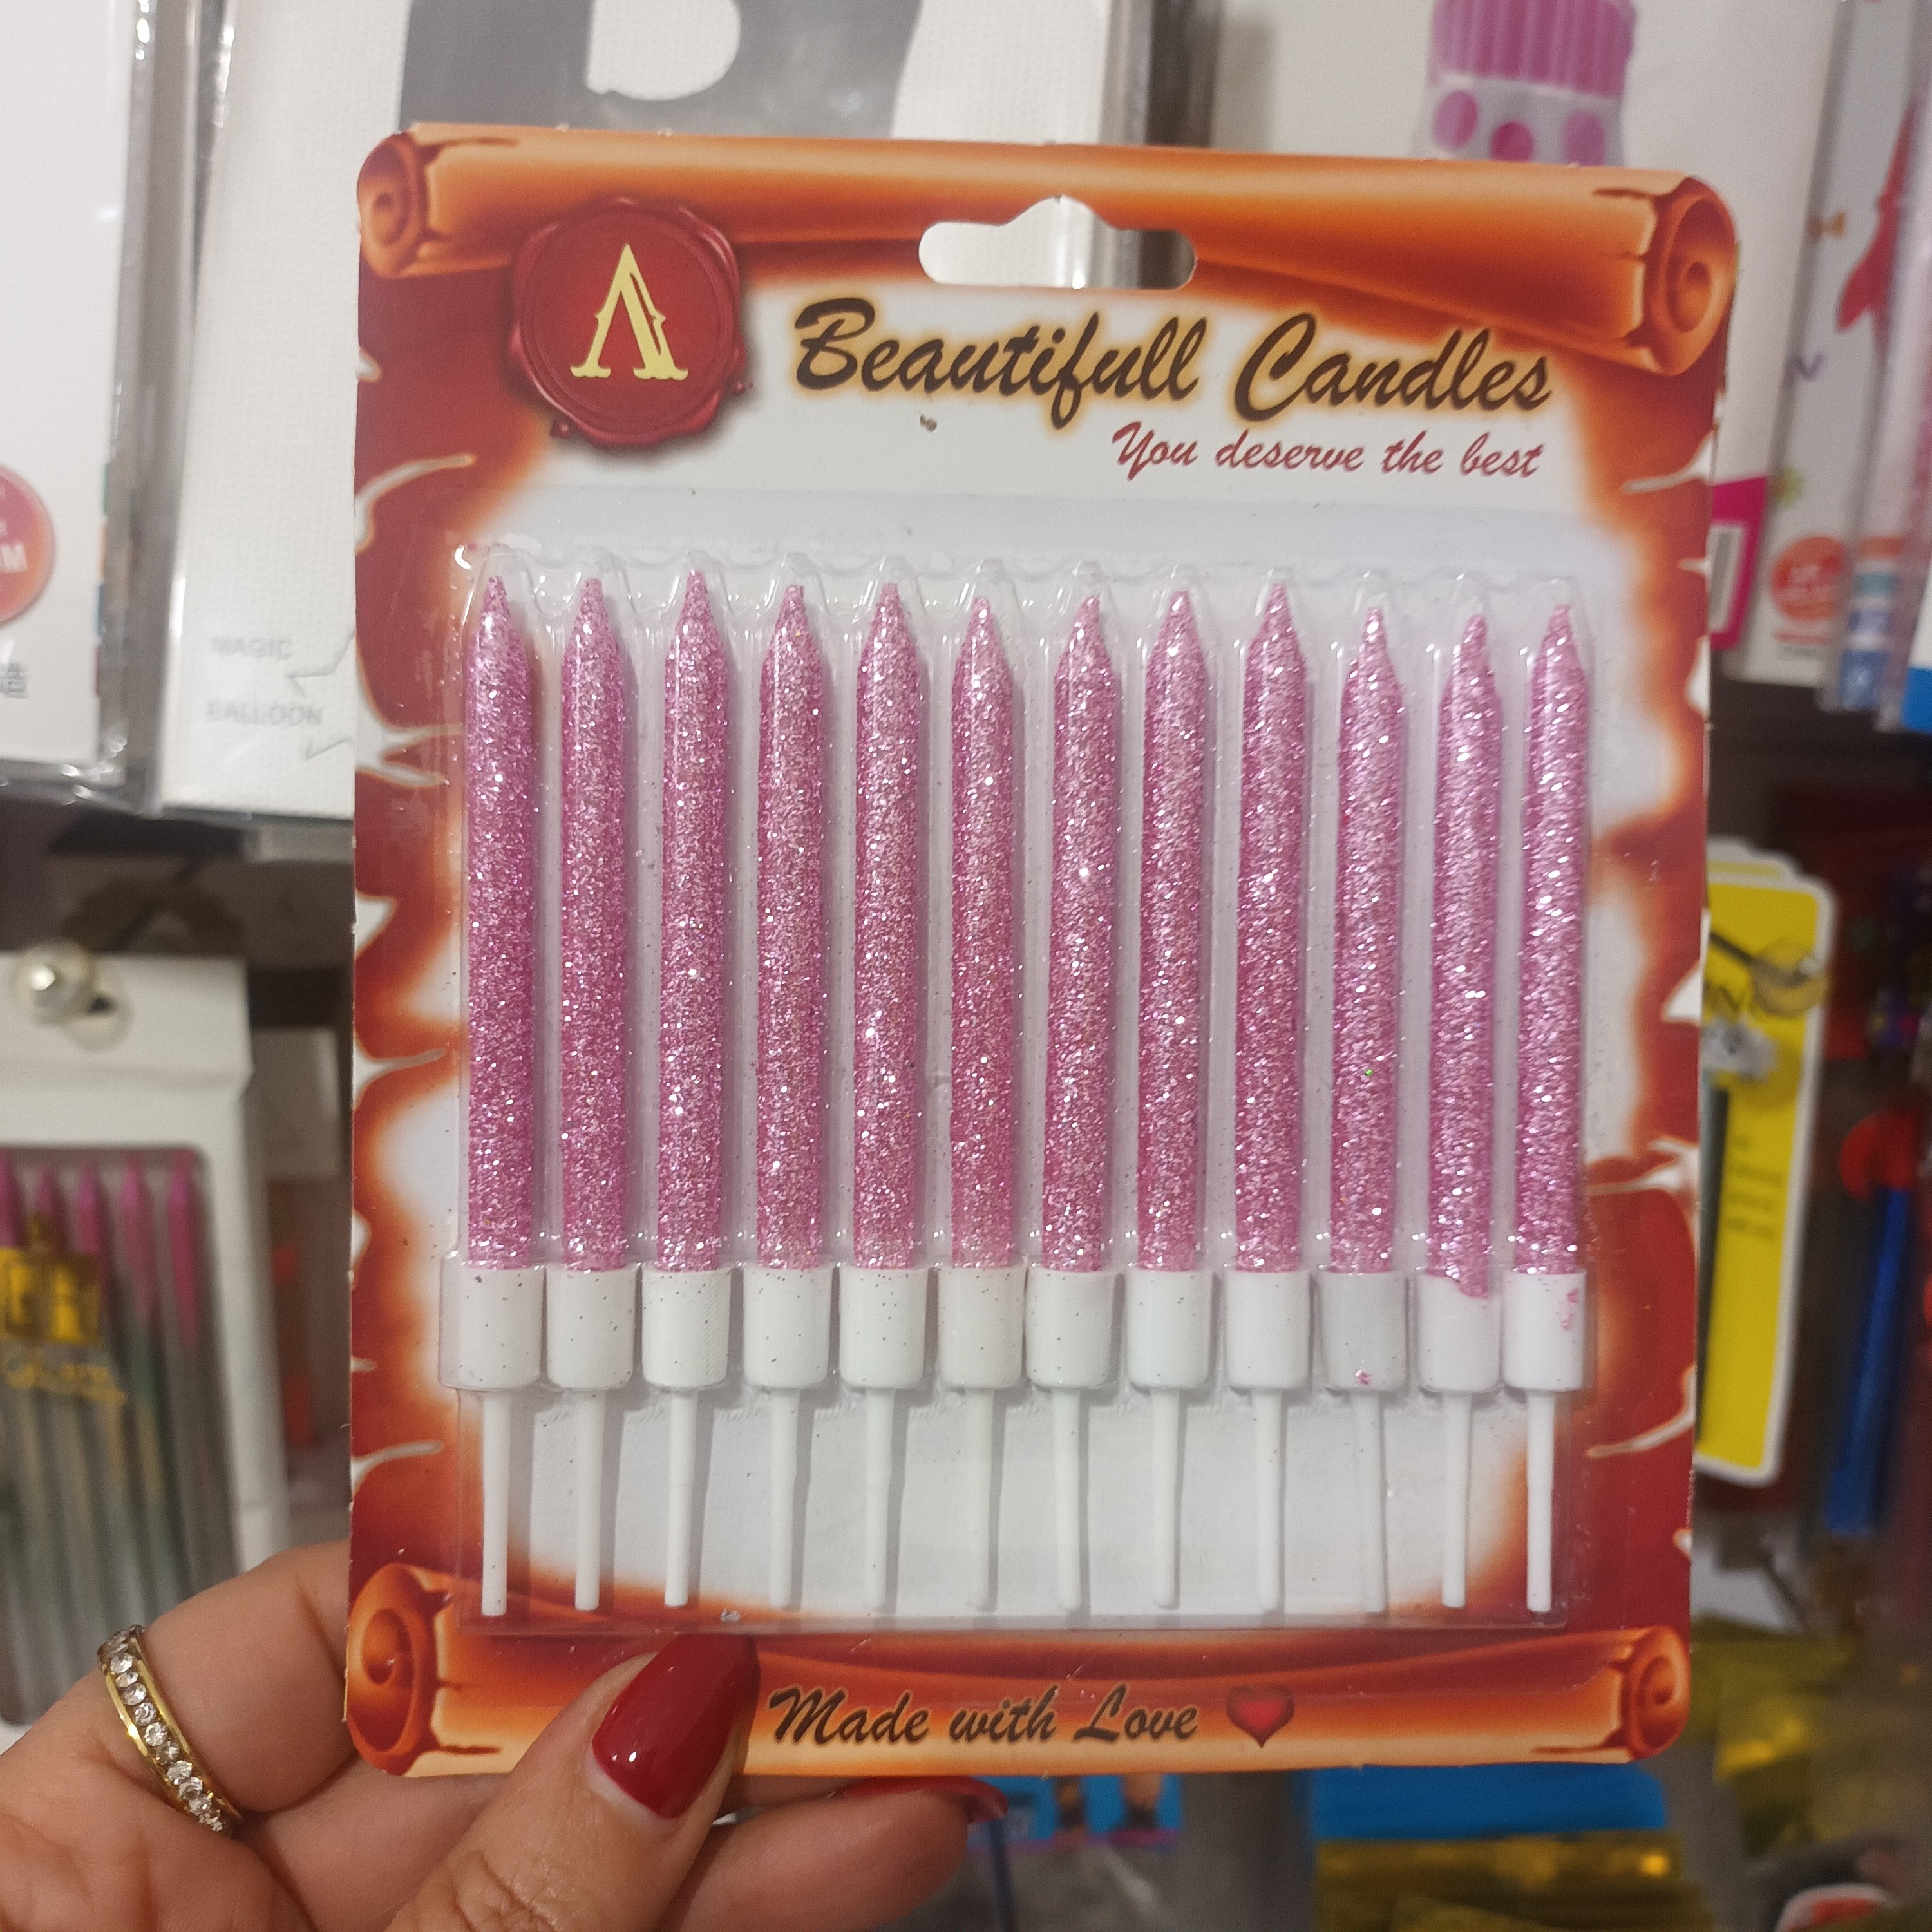 Λ
Beautifull Candles
You deserve the best
Made with Love
MAGIC
BALLOON